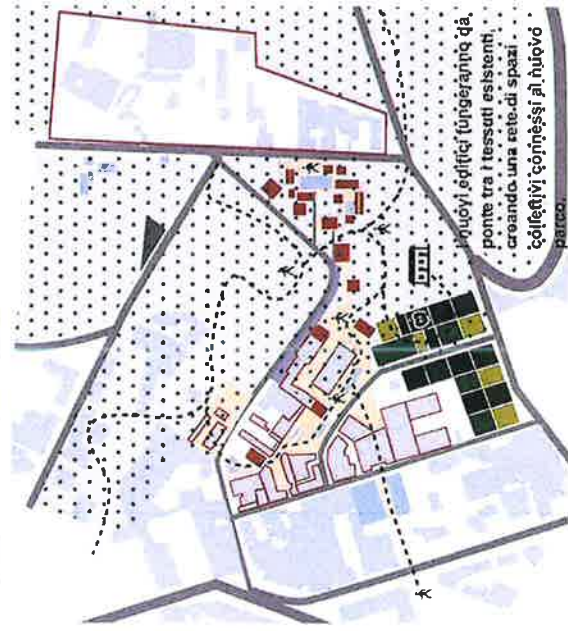 I nuovi edifici fungeranno da
ponte tra i tessuti esistenti,
creando una rete di spazi
collettivi connessi al nuovo
parco.